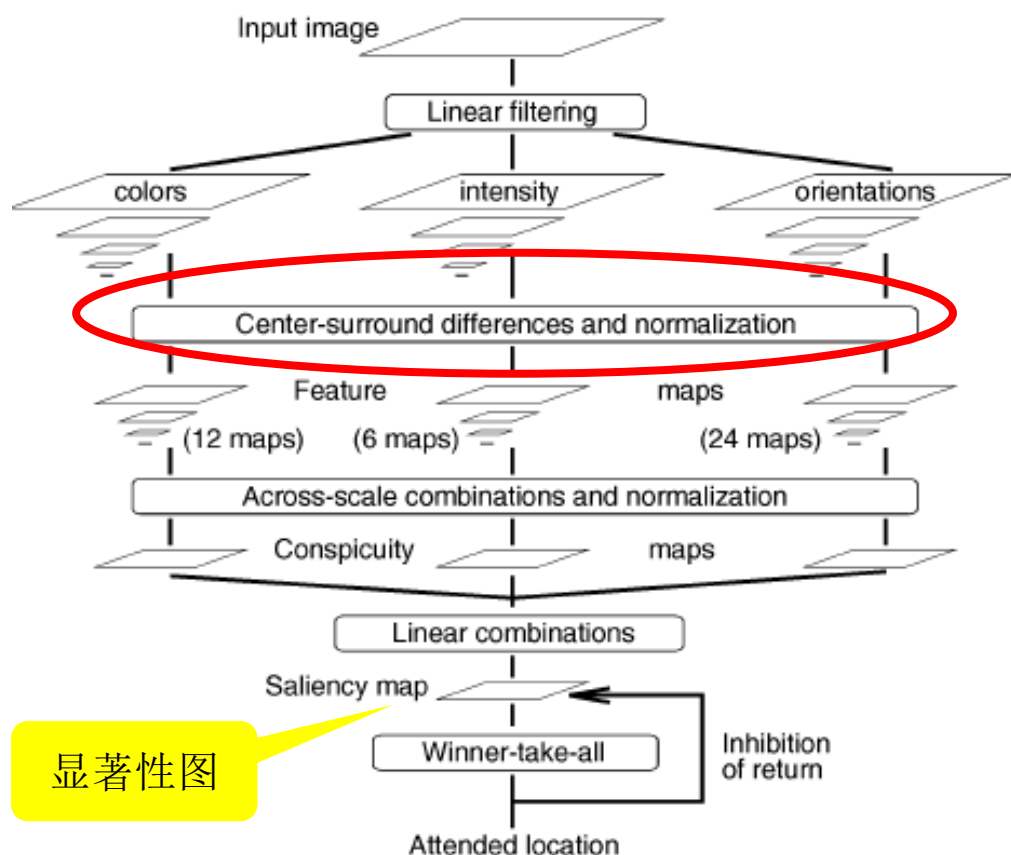 Input image
Linear filtering
colors
intensity
orientations
Center-surround differences and normalization
Feature maps
(12 maps)
(6 maps)
(24 maps)
Across-scale combinations and normalization
Conspicuity maps
Linear combinations
Saliency map
显著性图
Winner-take-all
Inhibition
of return
Attended location